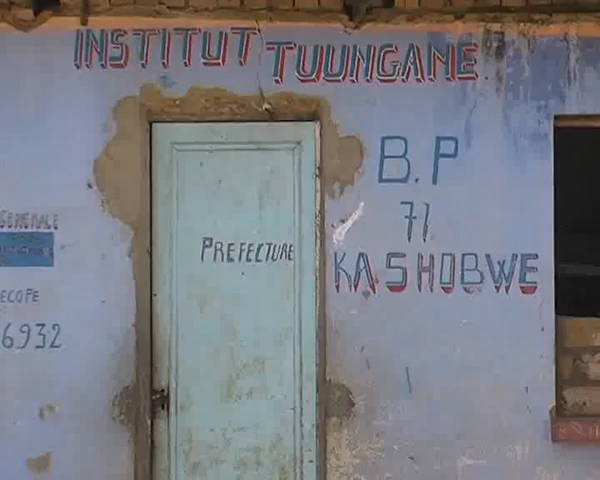 INSTITUT TUUNGANE
B.P
71
KASHOBWE
PREFECTURE
GENERALE
ECOPE
6932